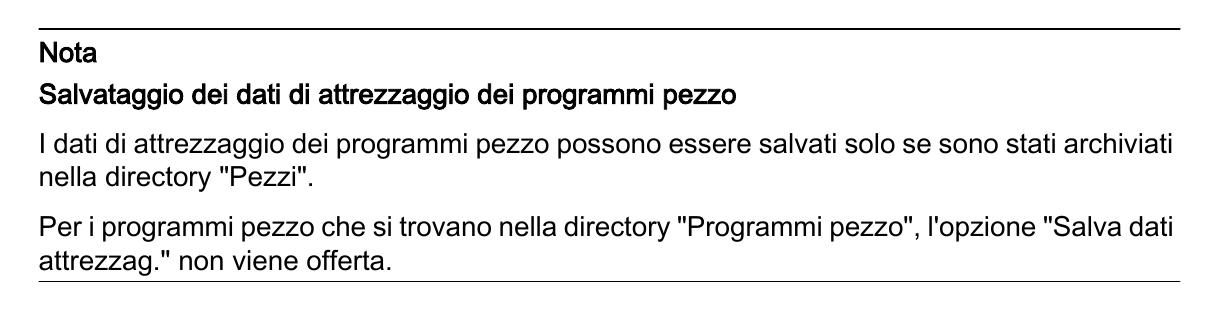 Nota
Salvataggio dei dati di attrezzaggio dei programmi pezzo
I dati di attrezzaggio dei programmi pezzo possono essere salvati solo se sono stati archiviati
nella directory "Pezzi".
Per i programmi pezzo che si trovano nella directory "Programmi pezzo", l'opzione "Salva dati
attrezzag." non viene offerta.